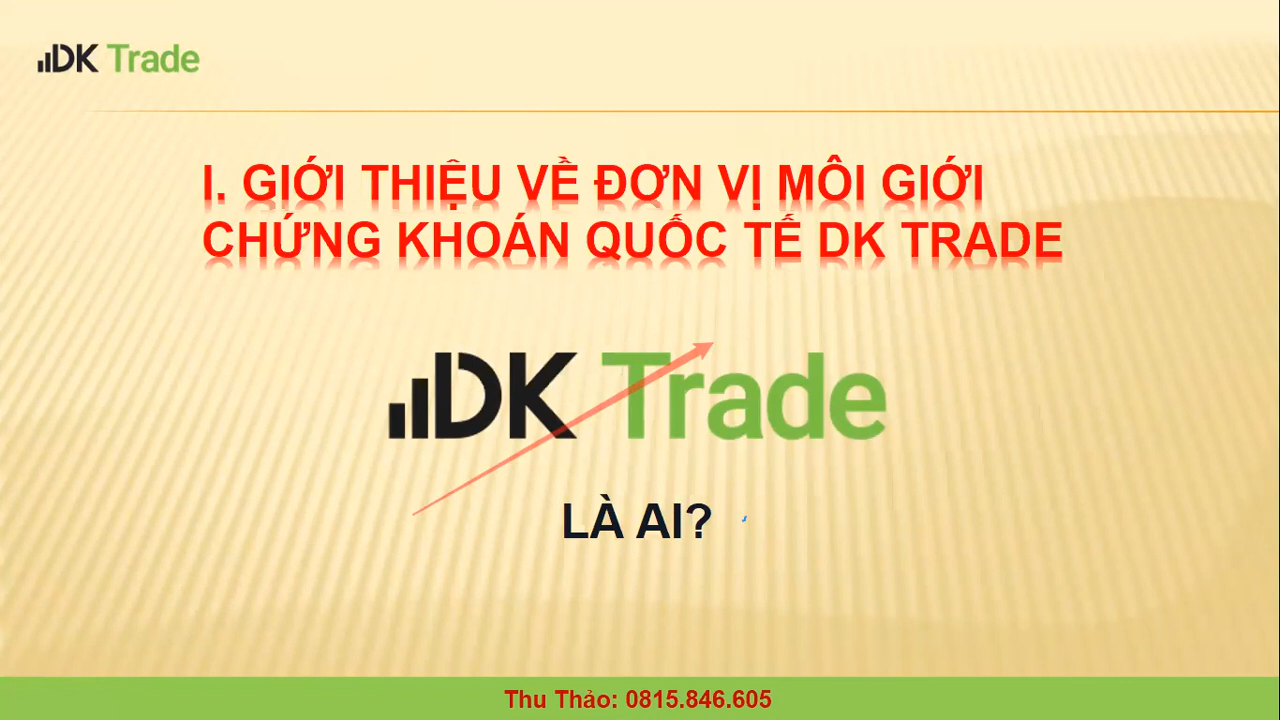 DK Trade
I. GIỚI THIỆU VỀ ĐƠN VỊ MÔI GIỚI
CHỨNG KHOÁN QUỐC TẾ DK TRADE
DK Trade
LÀ AI?
Thu Thảo: 0815.846.605